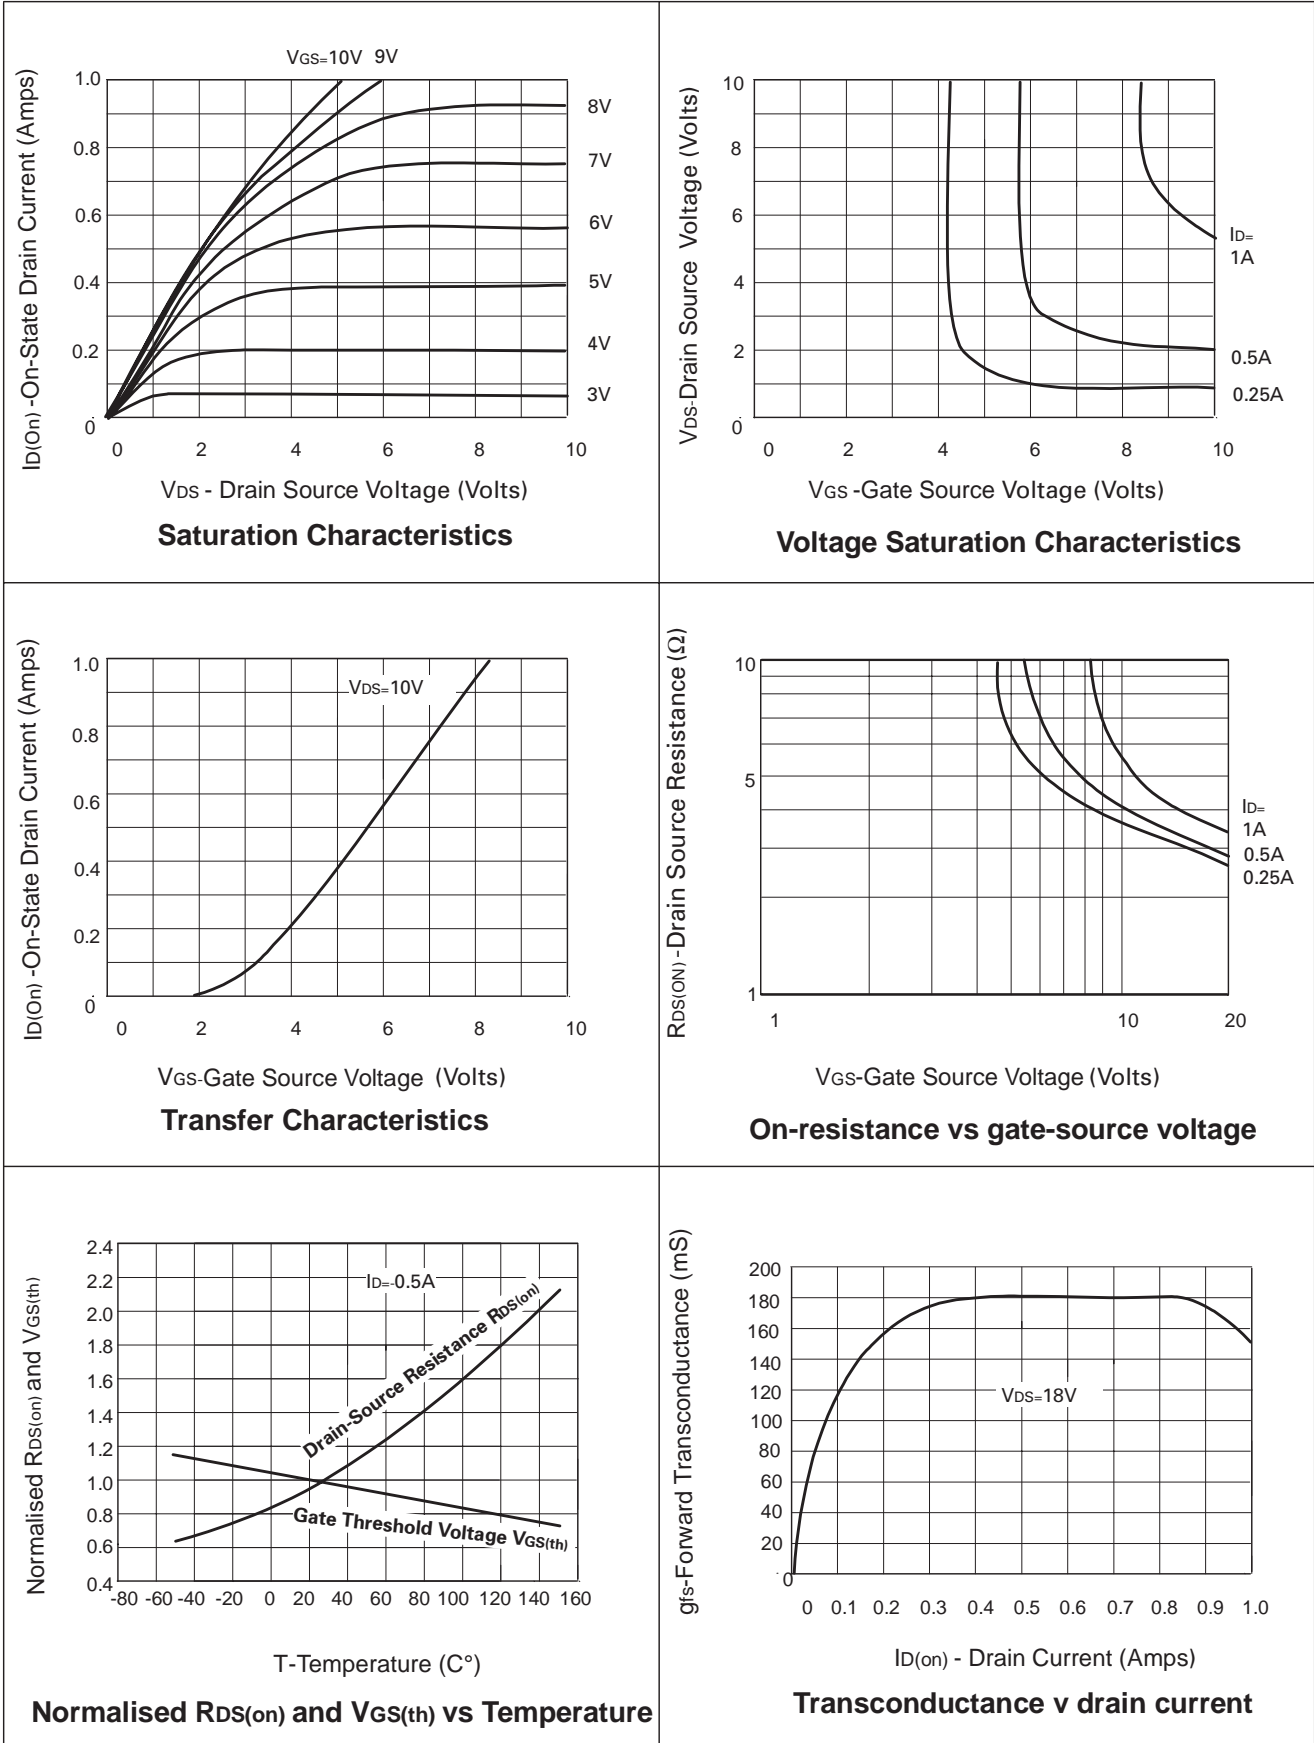 VGS=10V 9V
ID(On) -On-State Drain Current (Amps)
1.0
0.8
0.6
0.4
0.2
0
8V
7V
6V
5V
4V
3V
0 2 4 6 8 10
VDS - Drain Source Voltage (Volts)
Saturation Characteristics
VDS-Drain Source Voltage (Volts)
10
8
6
4
2
0
ID=
1A
0.5A
0.25A
0 2 4 6 8 10
VGS -Gate Source Voltage (Volts)
Voltage Saturation Characteristics
ID(On) -On-State Drain Current (Amps)
1.0
0.8
0.6
0.4
0.2
0
VDS=10V
0 2 4 6 8 10
VGS-Gate Source Voltage (Volts)
Transfer Characteristics
RDS(ON) -Drain Source Resistance (Ω)
10
5
1
ID=
1A
0.5A
0.25A
1 10 20
VGS-Gate Source Voltage (Volts)
On-resistance vs gate-source voltage
Normalised RDS(on) and VGS(th)
2.4
2.2
2.0
1.8
1.6
1.4
1.2
1.0
0.8
0.6
0.4
ID=-0.5A
Drain-Source Resistance RDS(on)
Gate Threshold Voltage VGS(th)
-80 -60 -40 -20 0 20 40 60 80 100 120 140 160
T-Temperature (C°)
Normalised RDS(on) and VGS(th) vs Temperature
gfs-Forward Transconductance (mS)
200
180
160
140
120
100
80
60
40
20
0
VDS=18V
0 0.1 0.2 0.3 0.4 0.5 0.6 0.7 0.8 0.9 1.0
ID(on) - Drain Current (Amps)
Transconductance v drain current